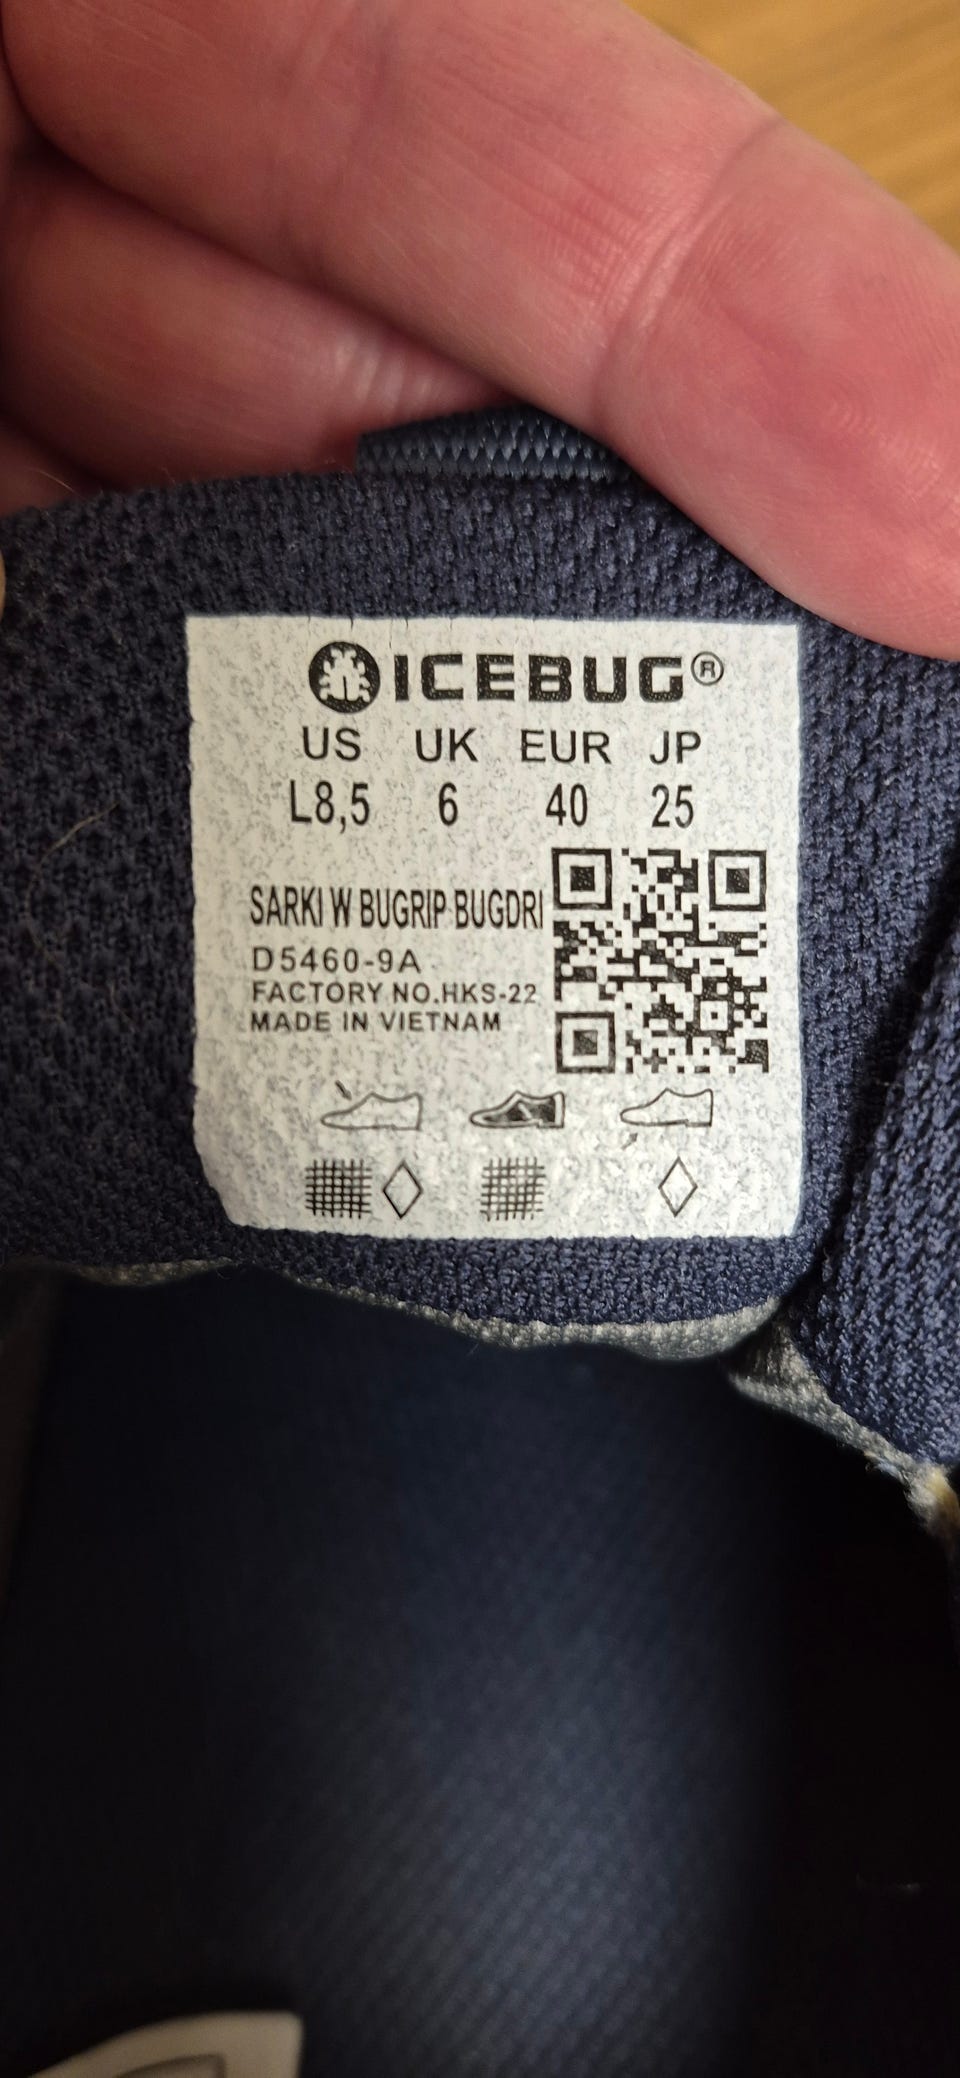 ICEBUG®
US UK EUR JP
L8,5 6 40 25
SARKI W BUGRIP BUGDRI
D5460-9A
FACTORY NO.HKS-22
MADE IN VIETNAM